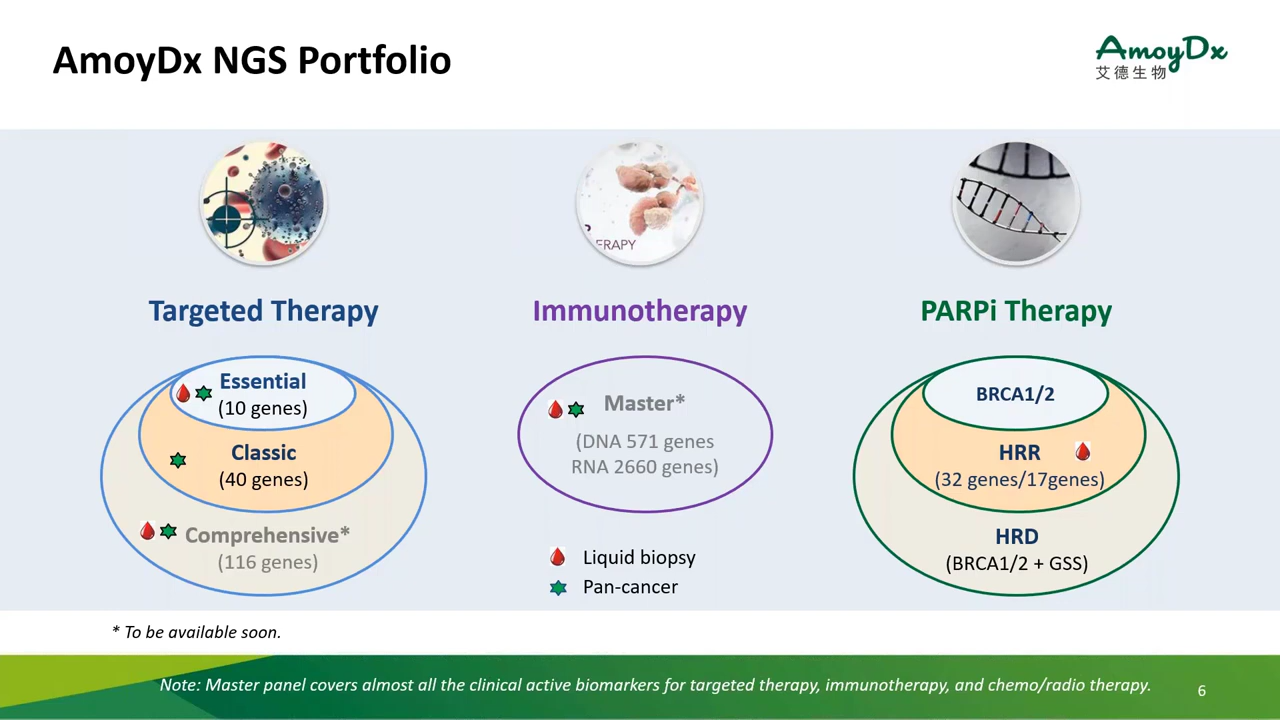 AmoyDx NGS Portfolio
AmoyDx
艾德生物
ERAPY
Targeted Therapy
Immunotherapy
PARPi Therapy
Essential
(10 genes)
Classic
(40 genes)
Comprehensive*
(116 genes)
Master*
(DNA 571 genes
RNA 2660 genes)
Liquid biopsy
Pan-cancer
BRCA1/2
HRR
(32 genes/17genes)
HRD
(BRCA1/2 + GSS)
* To be available soon.
Note: Master panel covers almost all the clinical active biomarkers for targeted therapy, immunotherapy, and chemo/radio therapy.
6